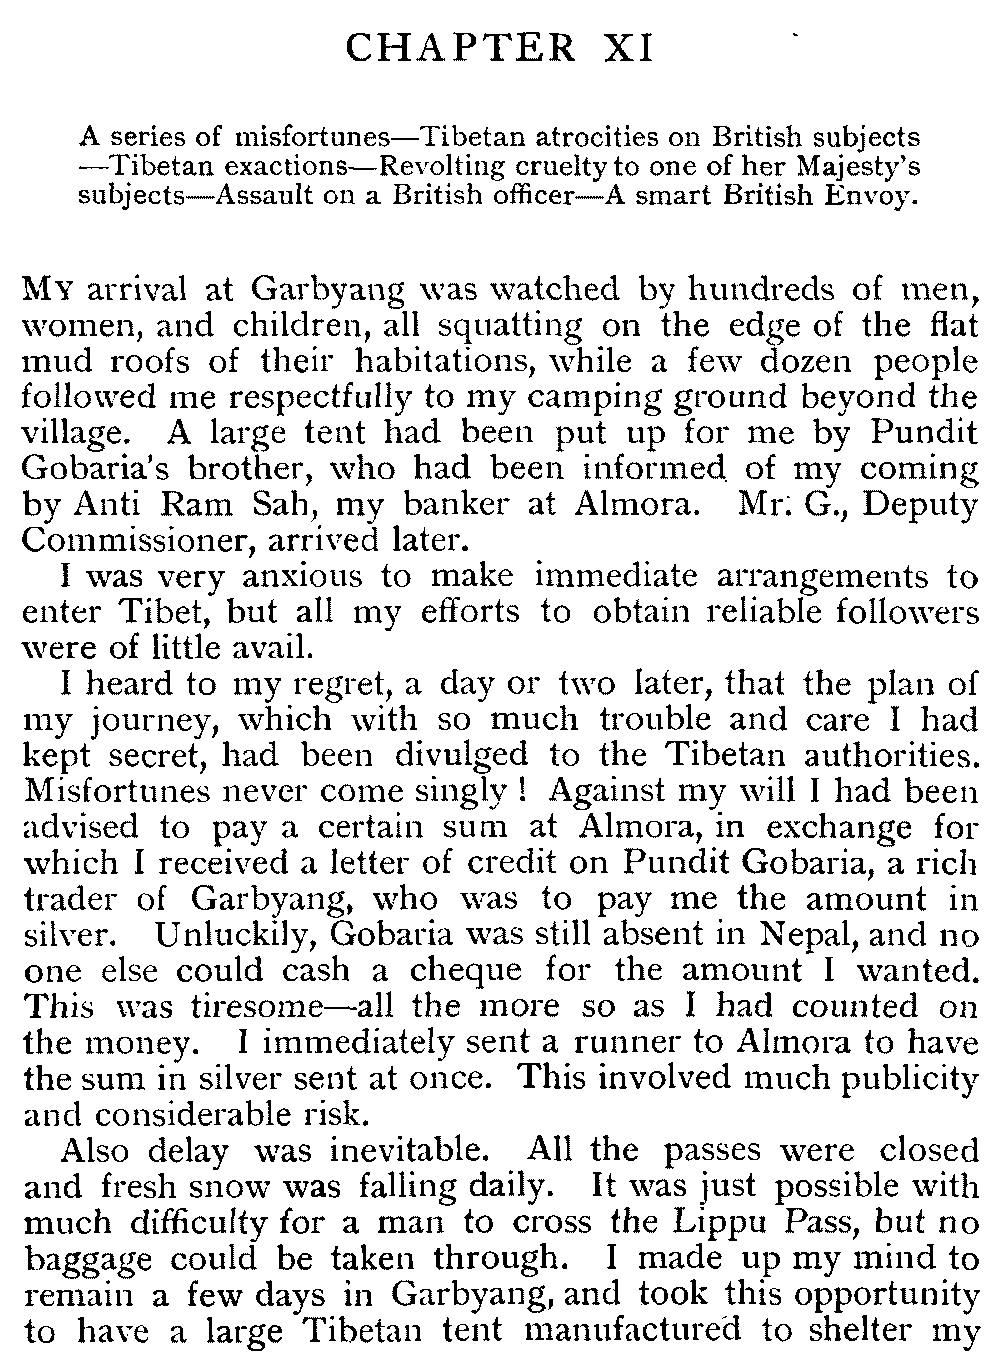 CHAPTER XI
A series of misfortunes—Tibetan atrocities on British subjects
—Tibetan exactions—Revolting cruelty to one of her Majesty's
subjects—Assault on a British officer—A smart British Envoy.
MY arrival at Garbyang was watched by hundreds of men,
women, and children, all squatting on the edge of the flat
mud roofs of their habitations, while a few dozen people
followed me respectfully to my camping ground beyond the
village. A large tent had been put up for me by Pundit
Gobaria's brother, who had been informed of my coming
by Anti Ram Sah, my banker at Almora. Mr. G., Deputy
Commissioner, arrived later.
I was very anxious to make immediate arrangements to
enter Tibet, but all my efforts to obtain reliable followers
were of little avail.
I heard to my regret, a day or two later, that the plan of
my journey, which with so much trouble and care I had
kept secret, had been divulged to the Tibetan authorities.
Misfortunes never come singly! Against my will I had been
advised to pay a certain sum at Almora, in exchange for
which I received a letter of credit on Pundit Gobaria, a rich
trader of Garbyang, who was to pay me the amount in
silver. Unluckily, Gobaria was still absent in Nepal, and no
one else could cash a cheque for the amount I wanted.
This was tiresome—all the more so as I had counted on
the money. I immediately sent a runner to Almora to have
the sum in silver sent at once. This involved much publicity
and considerable risk.
Also delay was inevitable. All the passes were closed
and fresh snow was falling daily. It was just possible with
much difficulty for a man to cross the Lippu Pass, but no
baggage could be taken through. I made up my mind to
remain a few days in Garbyang, and took this opportunity
to have a large Tibetan tent manufactured to shelter my